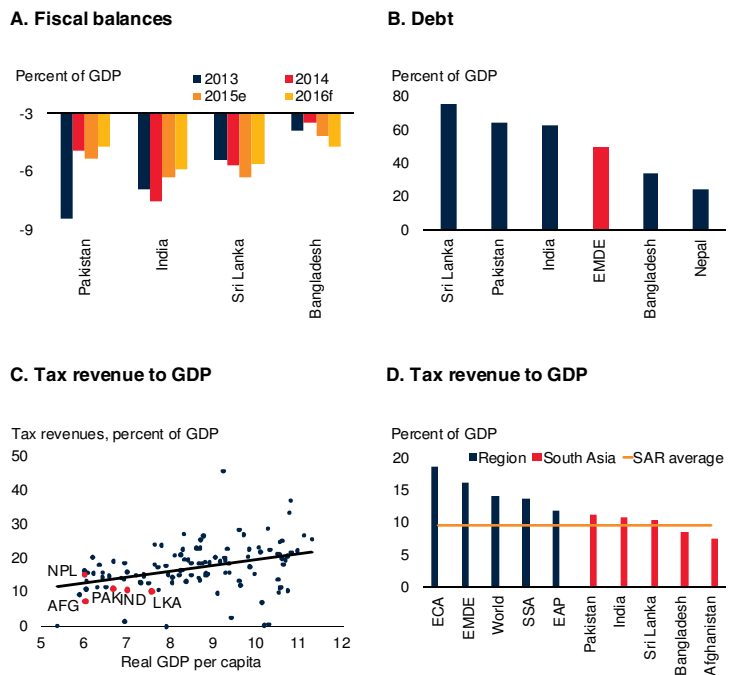 A. Fiscal balances
Percent of GDP
2013
2014
2015e
2016f
-3
-6
-9
Pakistan
India
Sri Lanka
Bangladesh
B. Debt
Percent of GDP
80
60
40
20
0
Sri Lanka
Pakistan
India
EMDE
Bangladesh
Nepal
C. Tax revenue to GDP
Tax revenues, percent of GDP
50
40
30
20
10
0
NPL
AFG
PAK
IND
LKA
5 6 7 8 9 10 11 12
Real GDP per capita
D. Tax revenue to GDP
Percent of GDP
Region South Asia SAR average
20
15
10
5
0
ECA
EMDE
World
SSA
EAP
Pakistan
India
Sri Lanka
Bangladesh
Afghanistan